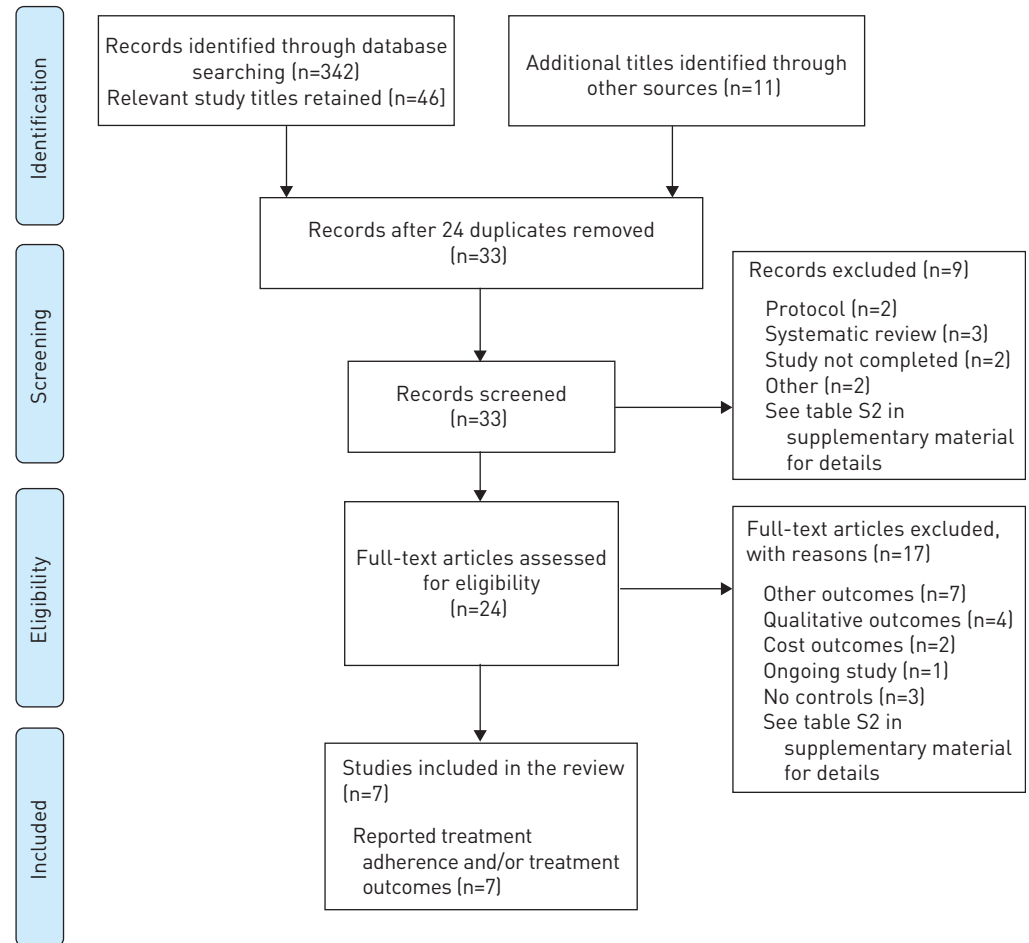 Identification
Records identified through database
searching (n=342)
Relevant study titles retained (n=46]
Additional titles identified through
other sources (n=11)
Records after 24 duplicates removed
(n=33)
Screening
Records screened
(n=33)
Records excluded (n=9)
Protocol (n=2)
Systematic review (n=3)
Study not completed (n=2)
Other (n=2)
See table S2 in
supplementary material
for details
Eligibility
Full-text articles assessed
for eligibility
(n=24)
Full-text articles excluded,
with reasons (n=17)
Other outcomes (n=7)
Qualitative outcomes (n=4)
Cost outcomes (n=2)
Ongoing study (n=1)
No controls (n=3)
See table S2 in
supplementary material
for details
Included
Studies included in the review
(n=7)
Reported treatment
adherence and/or treatment
outcomes (n=7)